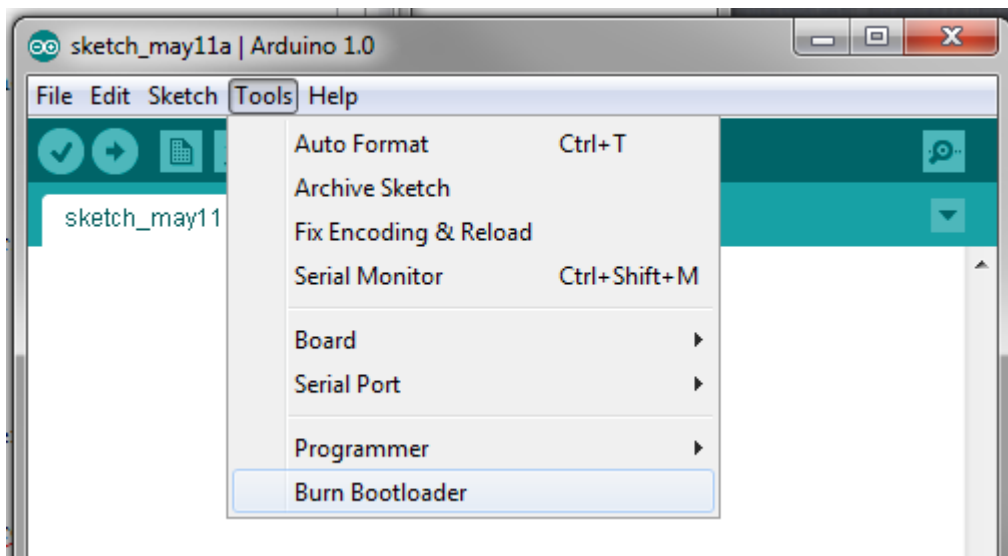 sketch_may11a | Arduino 1.0
File Edit Sketch Tools Help
Auto Format Ctrl+T
Archive Sketch
sketch_may11
Fix Encoding & Reload
Serial Monitor Ctrl+Shift+M
Board
Serial Port
Programmer
Burn Bootloader